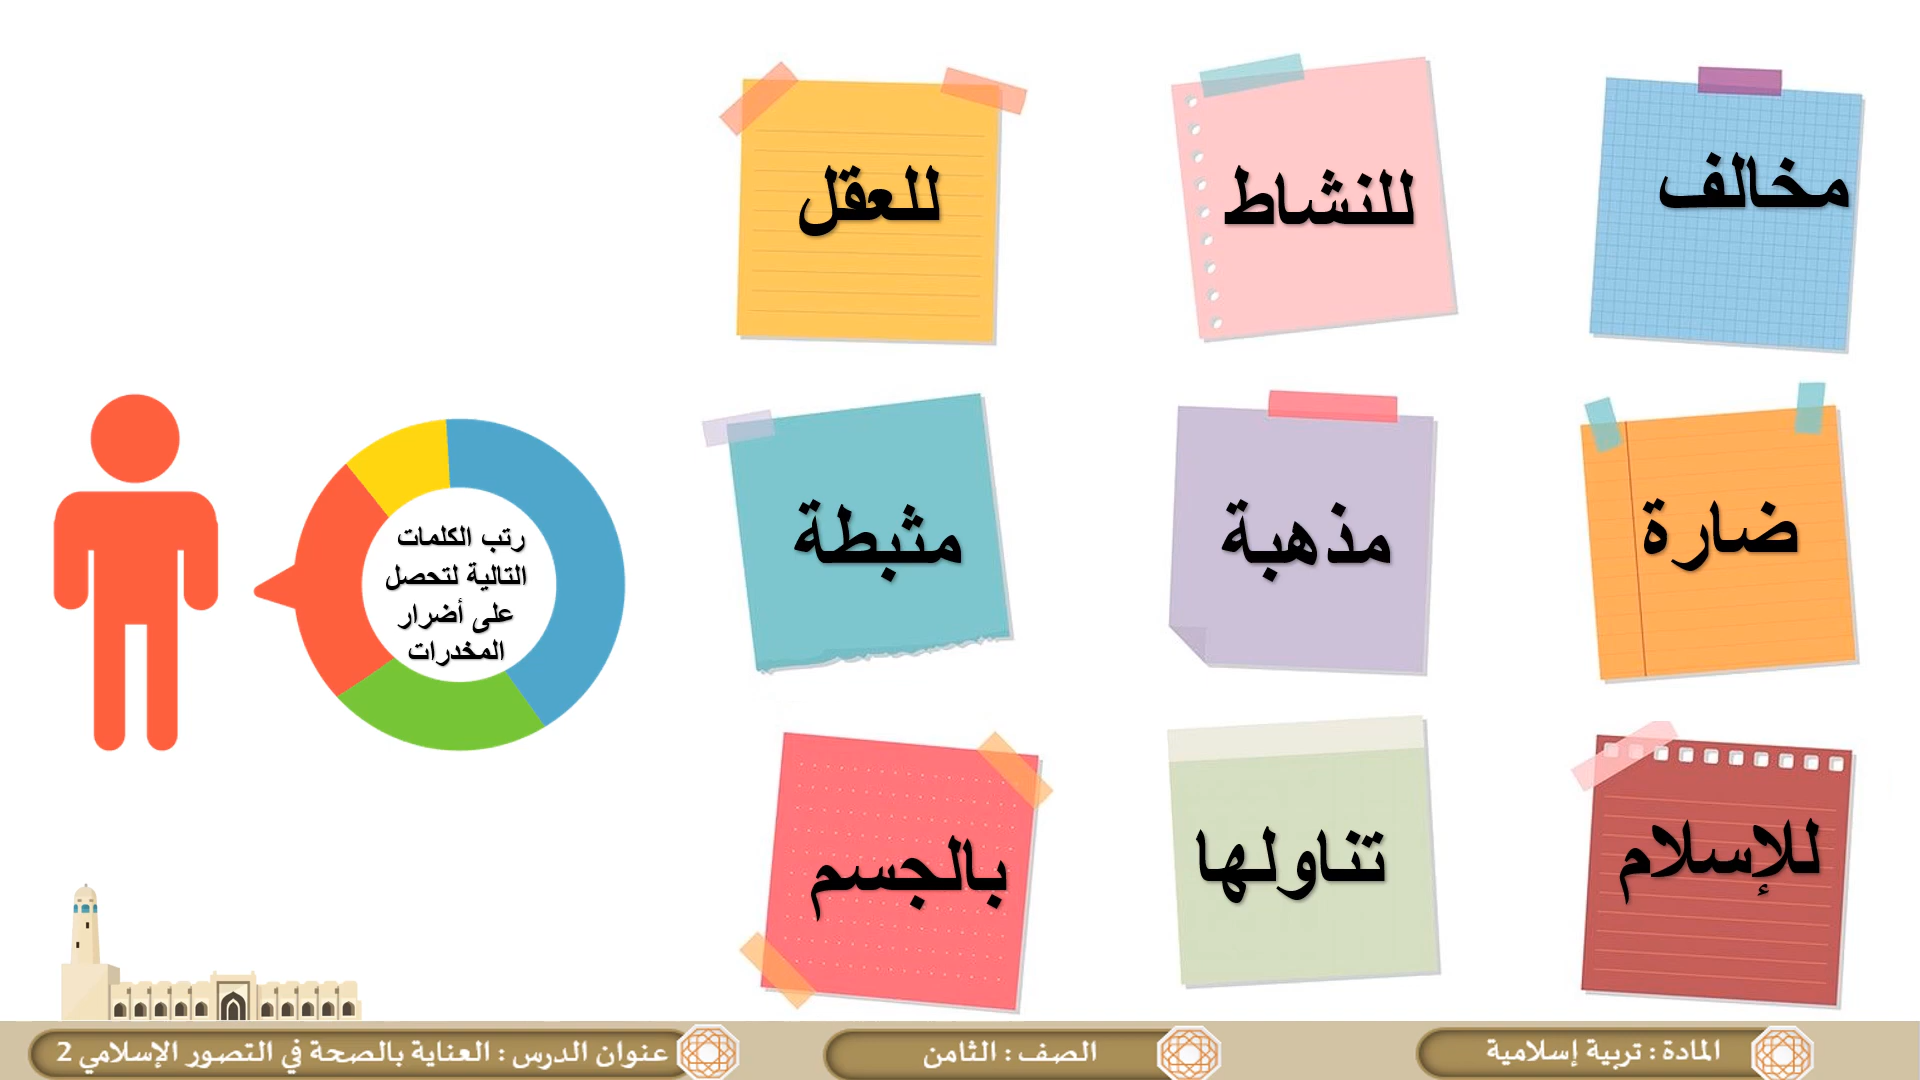 مخالف
للنشاط
للعقل
ضارة
مذهبة
مثبطة
للإسلام
تناولها
بالجسم
رتب الكلمات
التالية لتحصل
على أضرار
المخدرات
المادة : تربية إسلامية
الصف : الثامن
عنوان الدرس : العناية بالصحة في التصور الإسلامي 2